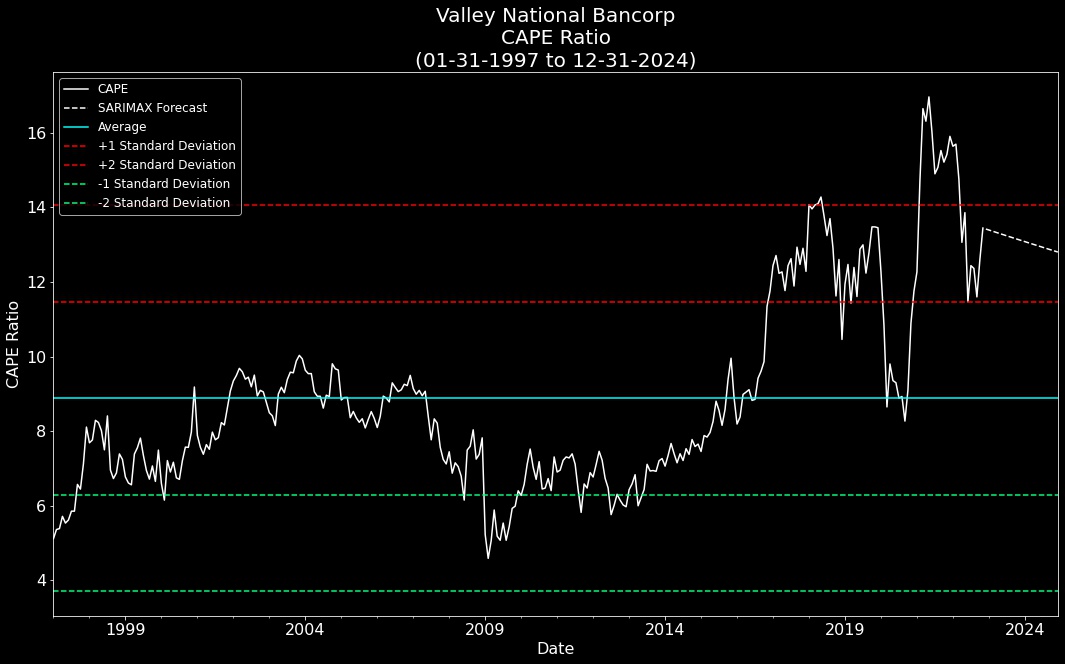 Valley National Bancorp
CAPE Ratio
(01-31-1997 to 12-31-2024)
CAPE
SARIMAX Forecast
Average
+1 Standard Deviation
+2 Standard Deviation
-1 Standard Deviation
-2 Standard Deviation
16
14
12
10
8
6
4
CAPE Ratio
1999
2004
2009
2014
2019
2024
Date